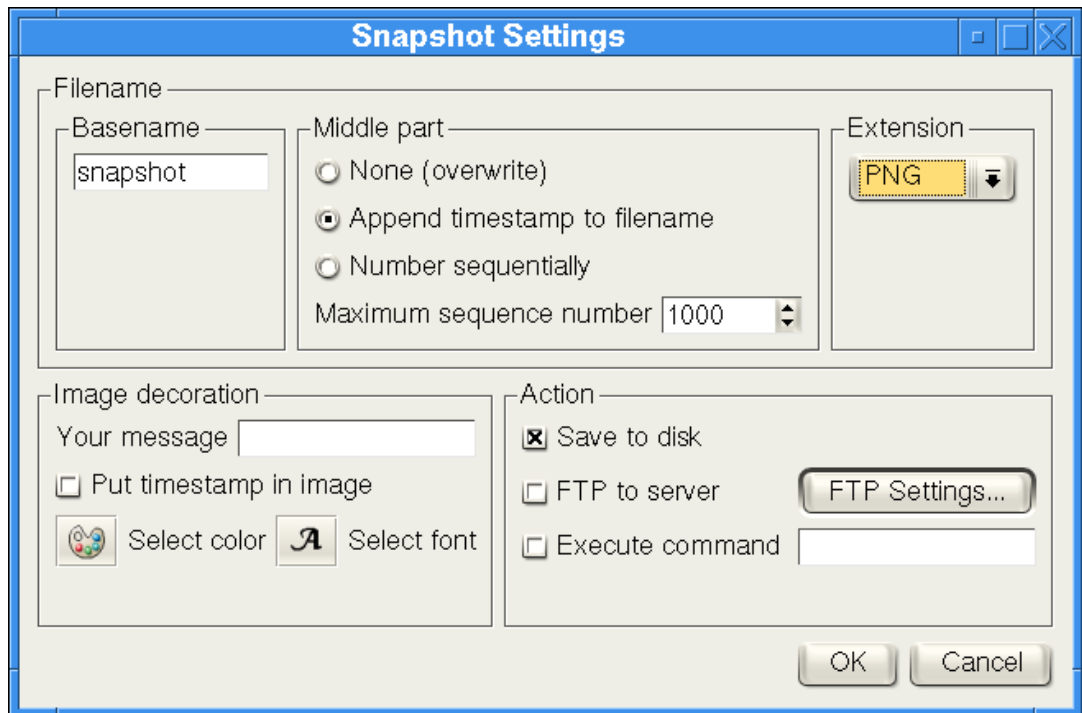 Snapshot Settings
Filename
Basename
snapshot
Middle part
None (overwrite)
Append timestamp to filename
Number sequentially
Maximum sequence number 1000
Extension
PNG
Image decoration
Your message
Put timestamp in image
Select color A Select font
Action
Save to disk
FTP to server FTP Settings...
Execute command
OK Cancel